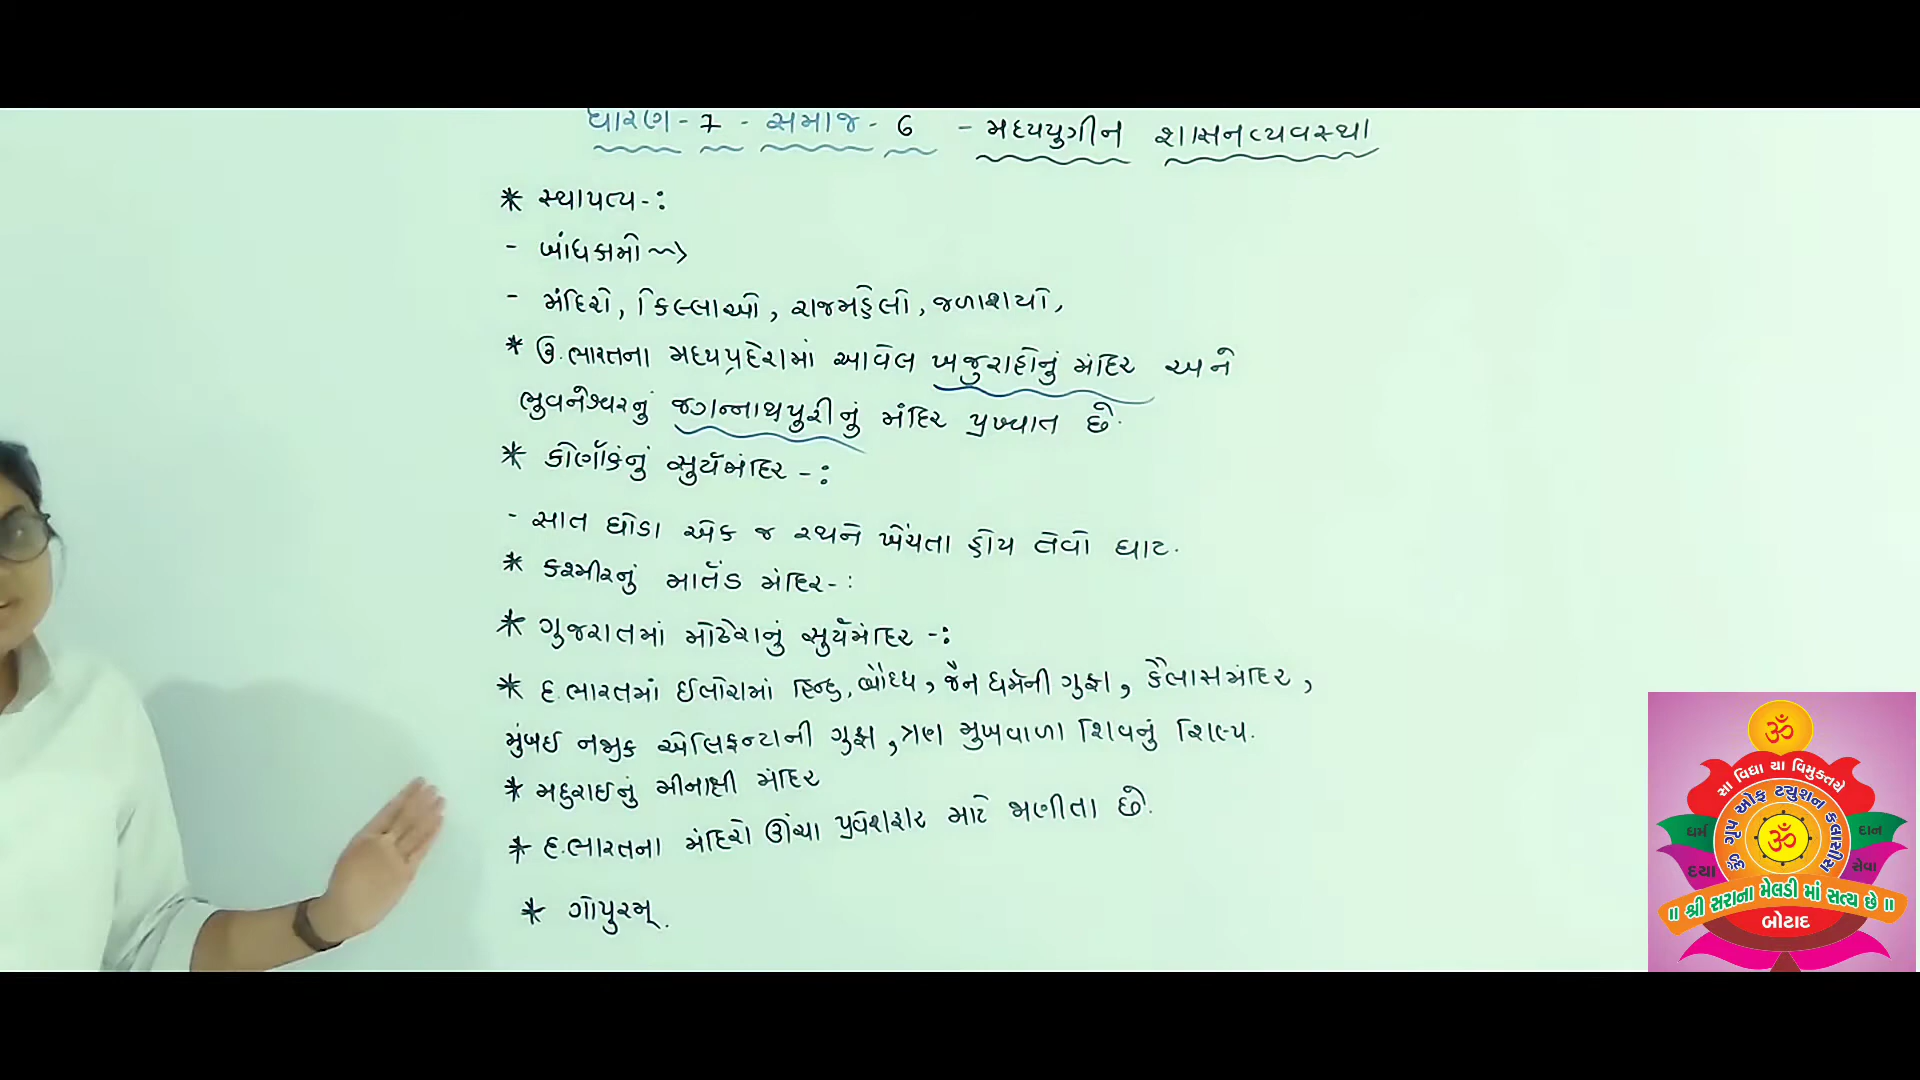 ધોરણ - 7 - સમાજ - 6 - મધ્યયુગીન શાસનવ્યવસ્થા
* સ્થાપત્ય -:
- બાંધકામો ~~>
- મંદિરો, કિલ્લાઓ, રાજમહેલો, જળાશયો,
* ઉ.ભારતના મધ્યપ્રદેશમાં આવેલ ખજુરાહોનું મંદિર અને
ભુવનેશ્વરનું જગન્નાથપુરીનું મંદિર પ્રખ્યાત છે.
* કોર્ણાકનું સુર્યમંદિર -:
- સાત ઘોડા એક જ રથને ખેંચતા હોય તેવો ઘાટ.
* કશ્મીરનું માર્તંડ મંદિર -:
* ગુજરાતમાં મોઢેરાનું સુર્યમંદિર -:
* દ.ભારતમાં ઈલોરામાં હિન્દુ, બૌધ્ધ, જૈન ધર્મની ગુફા, કૈલાસમંદિર,
મુંબઈ નજીક એલિફન્ટાની ગુફા, ત્રણ મુખવાળા શિવનું શિલ્પ.
* મદુરાઈનું મીનાક્ષી મંદિર
* દ.ભારતના મંદિરો ઊંચા પ્રવેશદ્વાર માટે જાણીતા છે.
* ગોપુરમ્.
ॐ
સા વિદ્યા યા વિમુક્તયે
ૐ ગૃપ ઓફ ટ્યુશન કલાસીસ
ॐ
ધર્મ દાન
દયા સેવા
॥ શ્રી સરાના મેલડી માં સત્ય છે ॥
બોટાદ